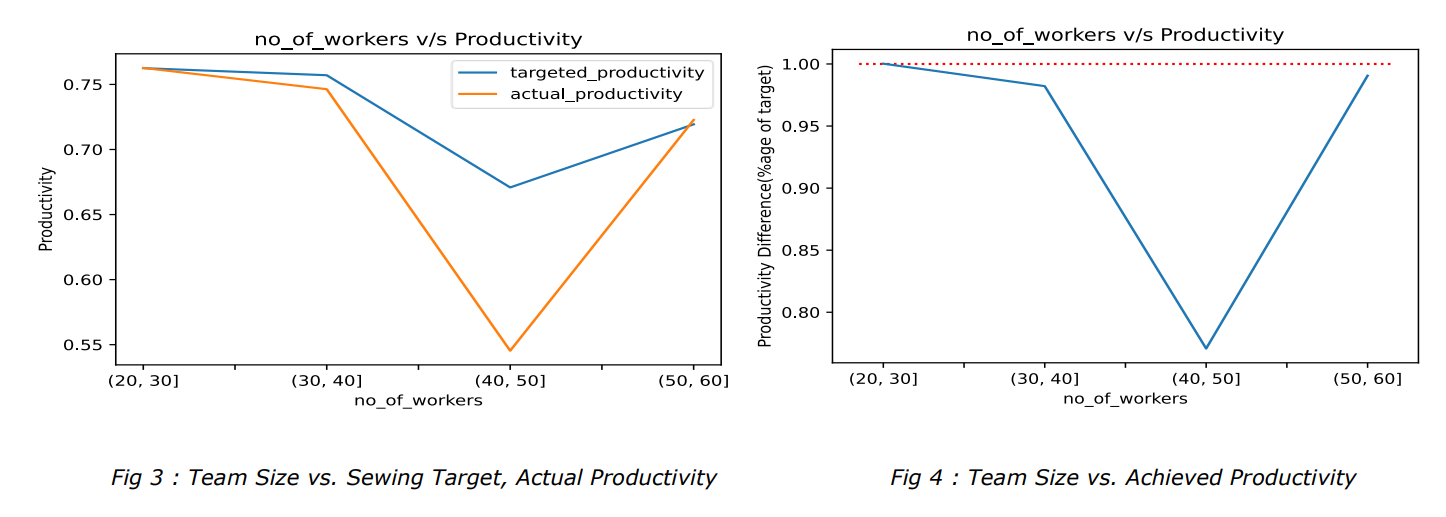 no_of_workers v/s Productivity
targeted_productivity
actual_productivity
Productivity
0.75
0.70
0.65
0.60
0.55
(20, 30]
(30, 40]
(40, 50]
(50, 60]
no_of_workers
Fig 3 : Team Size vs. Sewing Target, Actual Productivity
no_of_workers v/s Productivity
Productivity Difference(%age of target)
1.00
0.95
0.90
0.85
0.80
(20, 30]
(30, 40]
(40, 50]
(50, 60]
no_of_workers
Fig 4 : Team Size vs. Achieved Productivity